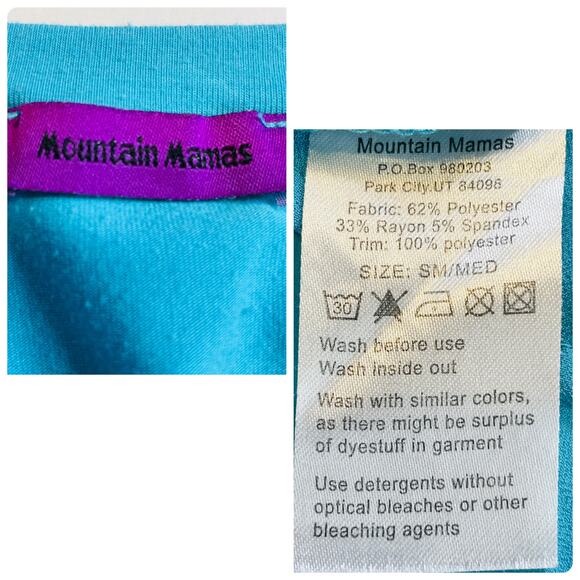 Mountain Mamas
Mountain Mamas
P.O.Box 980203
Park City.UT 84098
Fabric: 62% Polyester
33% Rayon 5% Spandex
Trim: 100% polyester
SIZE: SM/MED
30
Wash before use
Wash inside out
Wash with similar colors,
as there might be surplus
of dyestuff in garment
Use detergents without
optical bleaches or other
bleaching agents